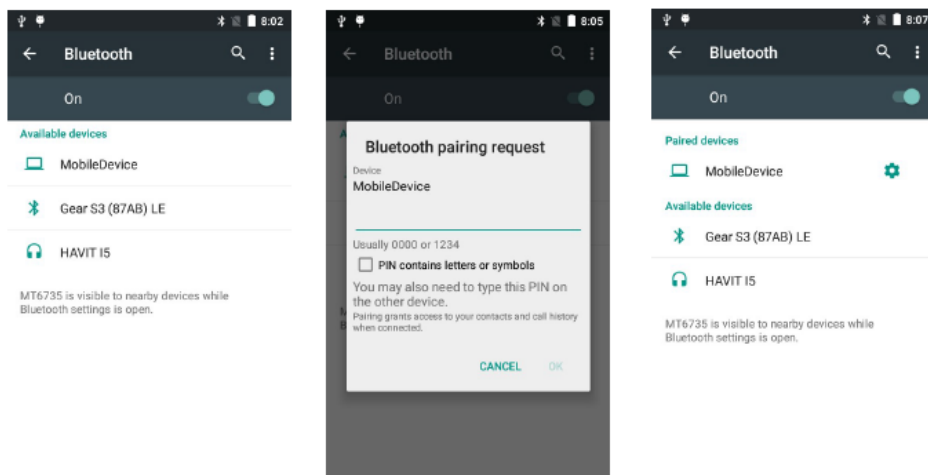 8:02
Bluetooth
On
Available devices
MobileDevice
Gear S3 (87AB) LE
HAVIT I5
MT6735 is visible to nearby devices while
Bluetooth settings is open.
8:05
Bluetooth
On
Bluetooth pairing request
Device
MobileDevice
Usually 0000 or 1234
PIN contains letters or symbols
You may also need to type this PIN on
the other device.
Pairing grants access to your contacts and call history
when connected.
CANCEL OK
8:07
Bluetooth
On
Paired devices
MobileDevice
Available devices
Gear S3 (87AB) LE
HAVIT I5
MT6735 is visible to nearby devices while
Bluetooth settings is open.